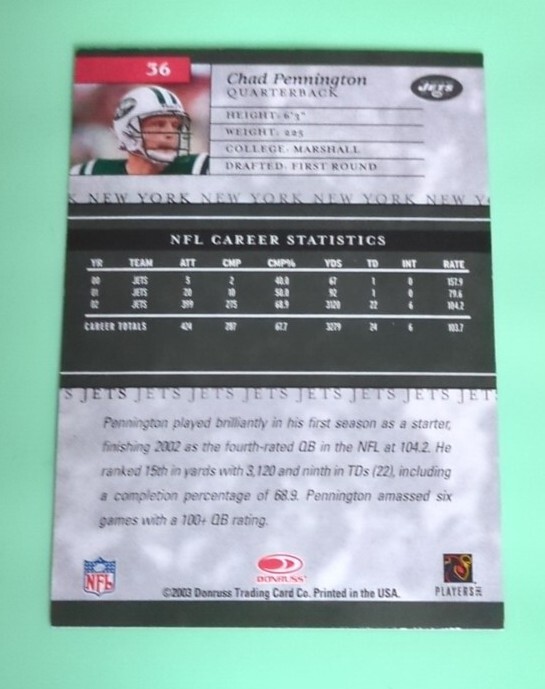 36
Chad Pennington
QUARTERBACK
JETS
HEIGHT: 6'3"
WEIGHT: 225
COLLEGE: MARSHALL
DRAFTED: FIRST ROUND
K NEW YORK NEW YORK NEW YORK NEW Y
NFL CAREER STATISTICS
YR TEAM ATT CMP CMP% YDS TD INT RATE
00 JETS 5 2 40.0 67 1 0 157.9
01 JETS 20 10 50.0 92 1 0 79.6
02 JETS 399 275 68.9 3120 22 6 104.2
CAREER TOTALS 424 287 67.7 3279 24 6 103.7
S JETS JETS JETS JETS JETS JETS JETS JET
Pennington played brilliantly in his first season as a starter,
finishing 2002 as the fourth-rated QB in the NFL at 104.2. He
ranked 15th in yards with 3,120 and ninth in TDs (22), including
a completion percentage of 68.9. Pennington amassed six
games with a 100+ QB rating.
NFL
DONRUSS
©2003 Donruss Trading Card Co. Printed in the USA.
PLAYERS INC